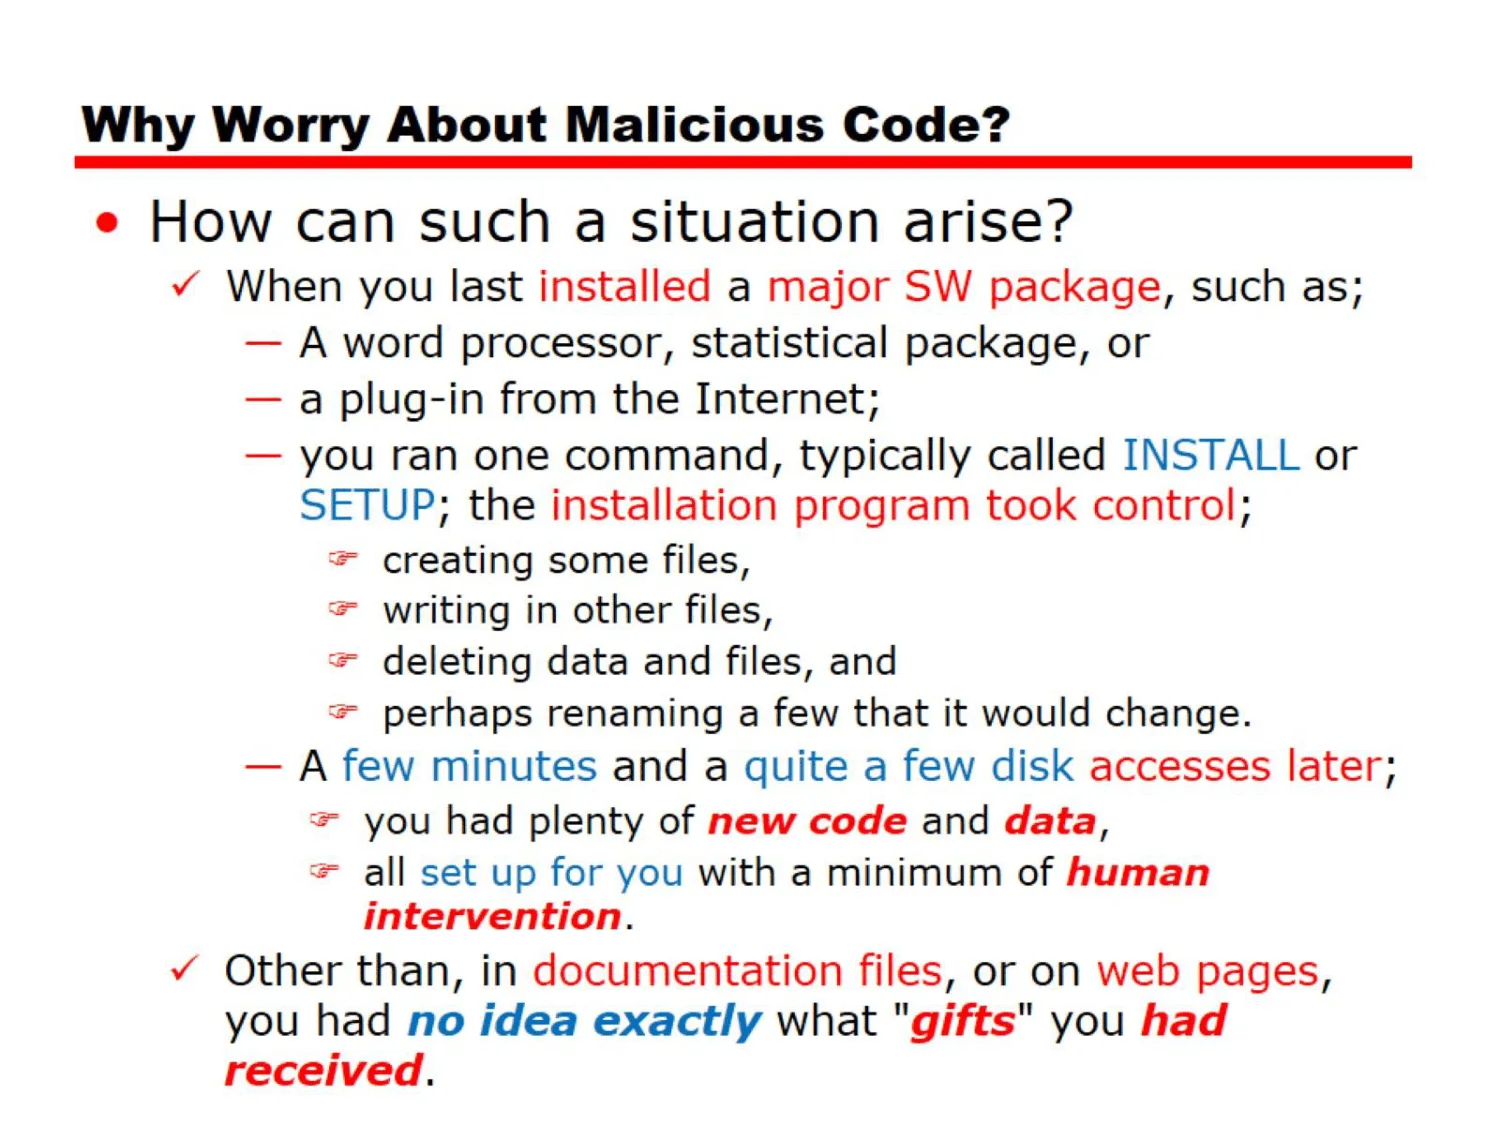 Why Worry About Malicious Code?
• How can such a situation arise?
✓ When you last installed a major SW package, such as;
— A word processor, statistical package, or
— a plug-in from the Internet;
— you ran one command, typically called INSTALL or
SETUP; the installation program took control;
☞ creating some files,
☞ writing in other files,
☞ deleting data and files, and
☞ perhaps renaming a few that it would change.
— A few minutes and a quite a few disk accesses later;
☞ you had plenty of new code and data,
☞ all set up for you with a minimum of human
intervention.
✓ Other than, in documentation files, or on web pages,
you had no idea exactly what "gifts" you had
received.